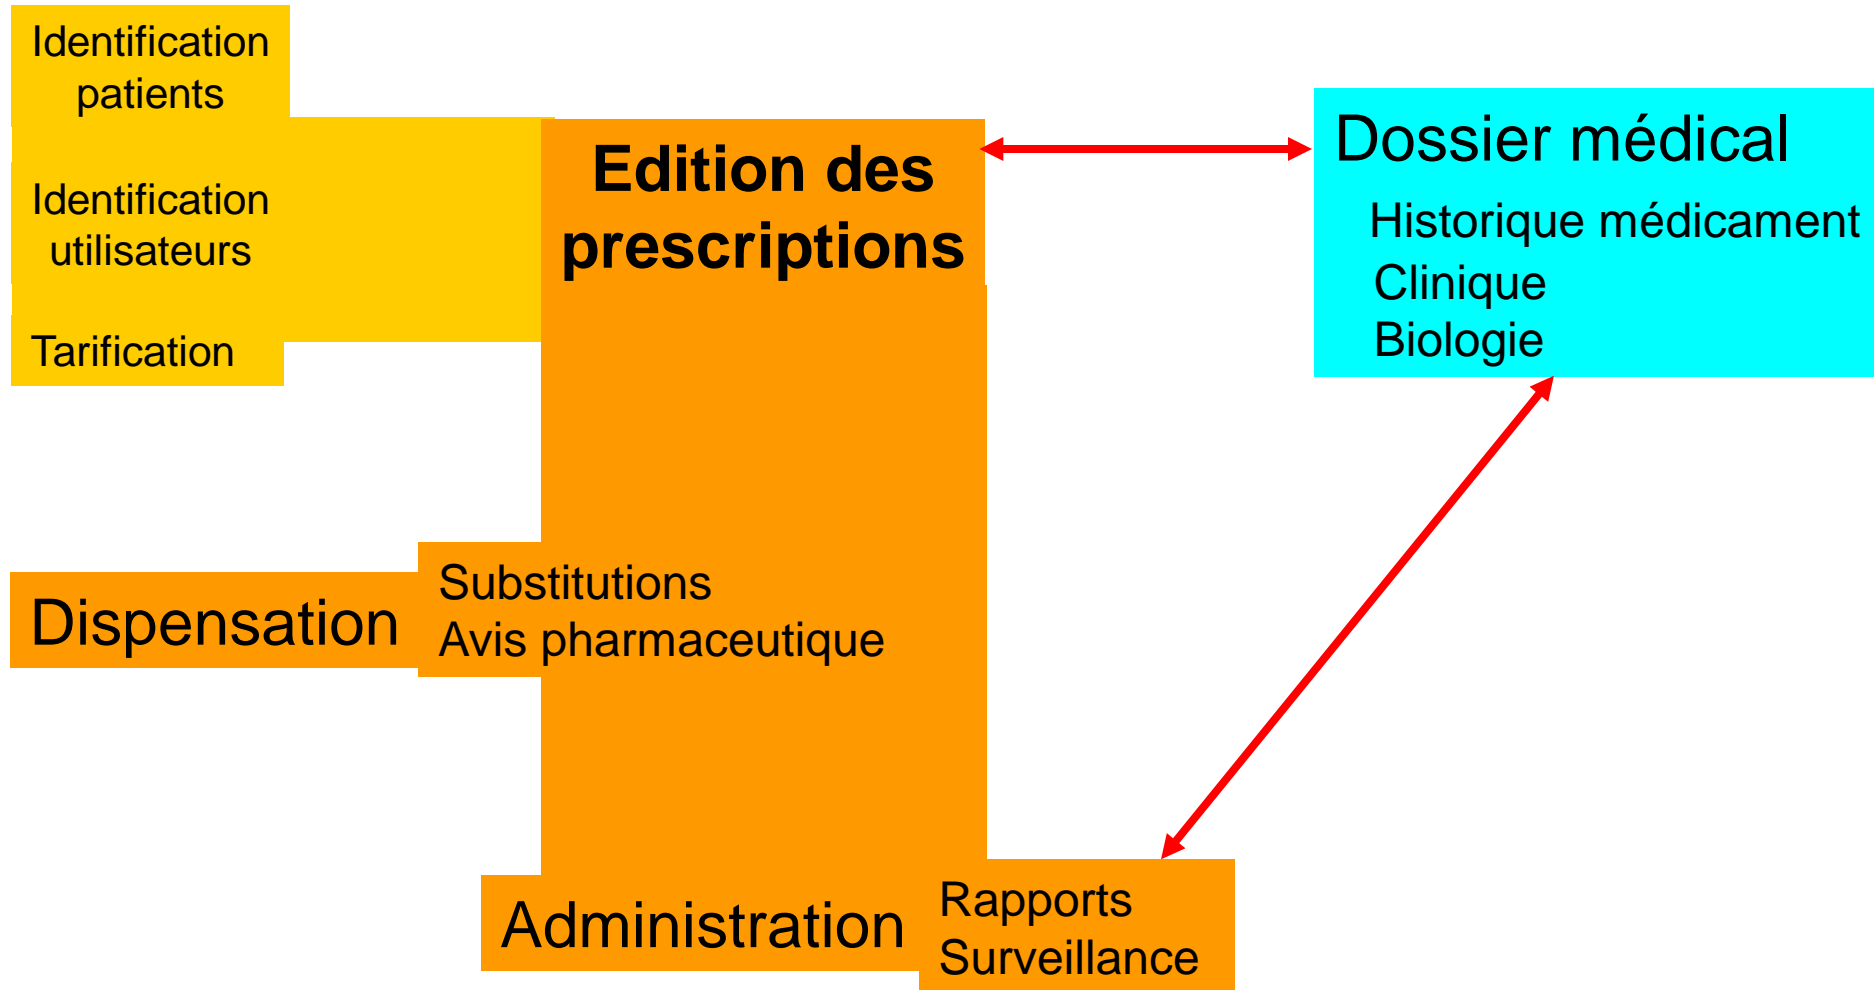 Identification
patients
Identification
utilisateurs
Tarification
Edition des
prescriptions
Dossier médical
Historique médicament
Clinique
Biologie
Dispensation
Substitutions
Avis pharmaceutique
Administration
Rapports
Surveillance